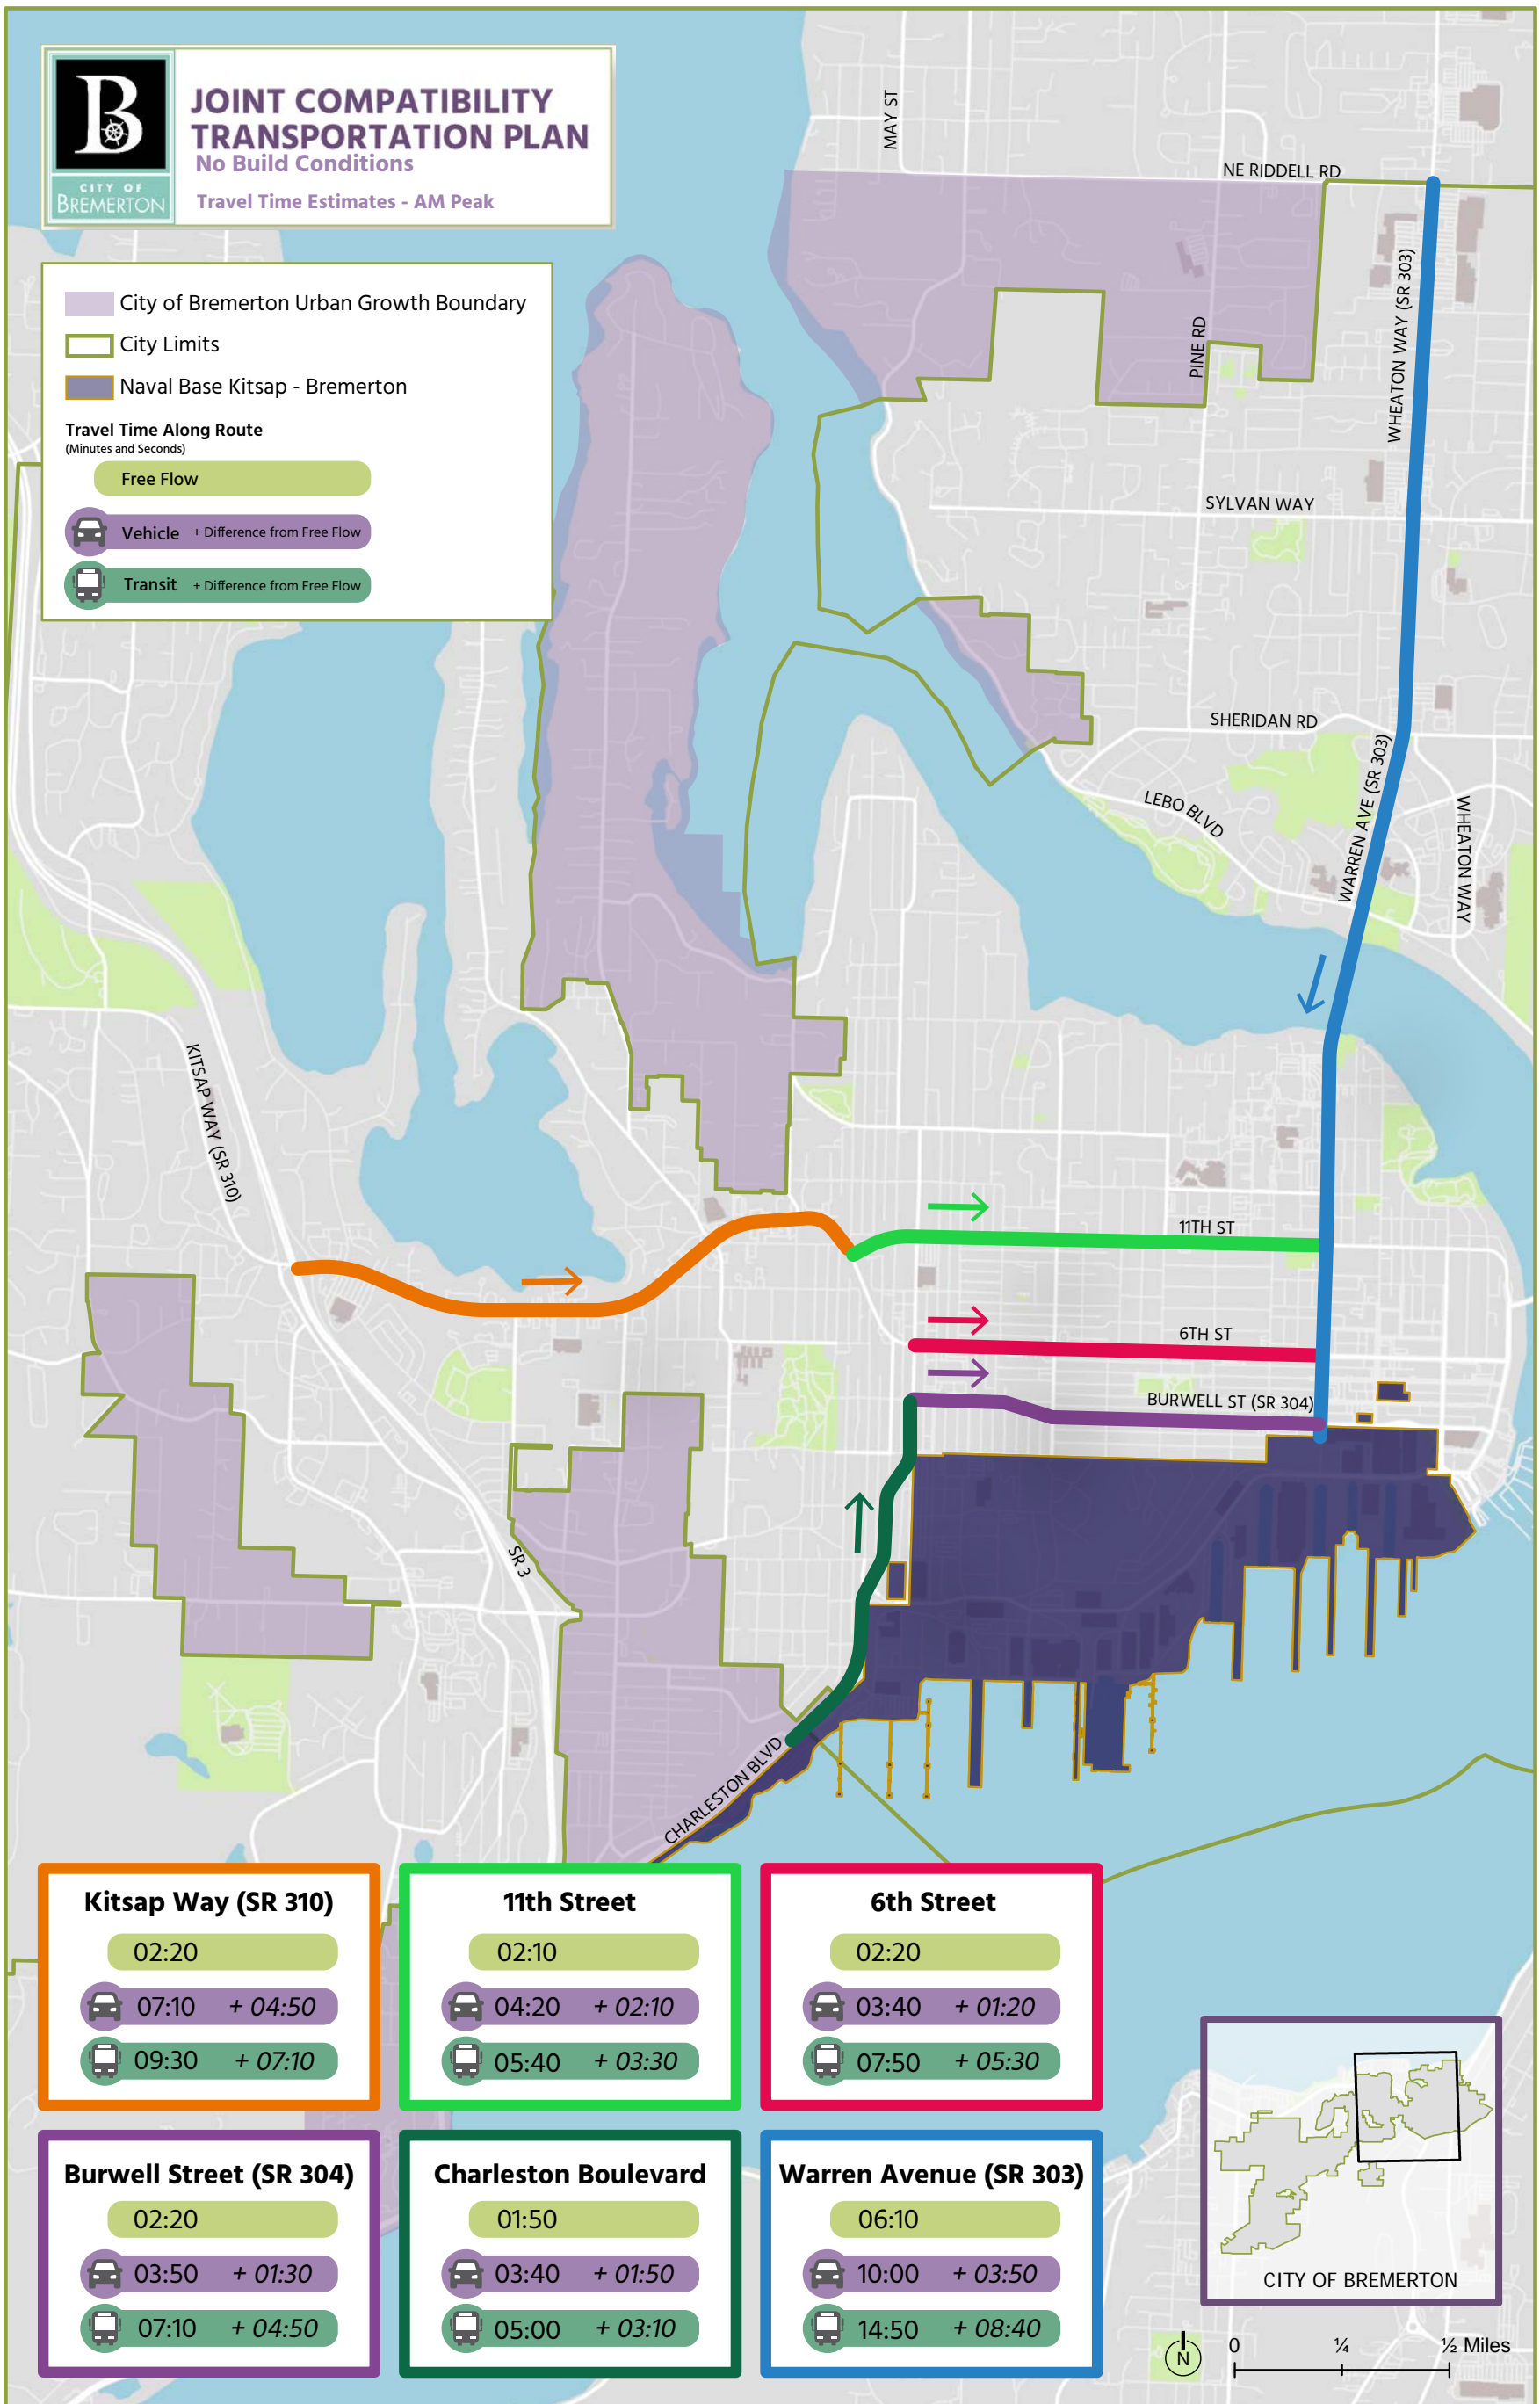 B
CITY OF
BREMERTON
JOINT COMPATIBILITY
TRANSPORTATION PLAN
No Build Conditions
Travel Time Estimates - AM Peak
City of Bremerton Urban Growth Boundary
City Limits
Naval Base Kitsap - Bremerton
Travel Time Along Route
(Minutes and Seconds)
Free Flow
Vehicle + Difference from Free Flow
Transit + Difference from Free Flow
MAY ST
NE RIDDELL RD
WHEATON WAY (SR 303)
PINE RD
SYLVAN WAY
SHERIDAN RD
WARREN AVE (SR 303)
LEBO BLVD
WHEATON WAY
KITSAP WAY (SR 310)
11TH ST
6TH ST
BURWELL ST (SR 304)
SR 3
CHARLESTON BLVD
Kitsap Way (SR 310)
02:20
07:10 + 04:50
09:30 + 07:10
11th Street
02:10
04:20 + 02:10
05:40 + 03:30
6th Street
02:20
03:40 + 01:20
07:50 + 05:30
Burwell Street (SR 304)
02:20
03:50 + 01:30
07:10 + 04:50
Charleston Boulevard
01:50
03:40 + 01:50
05:00 + 03:10
Warren Avenue (SR 303)
06:10
10:00 + 03:50
14:50 + 08:40
CITY OF BREMERTON
N
0 ¼ ½ Miles